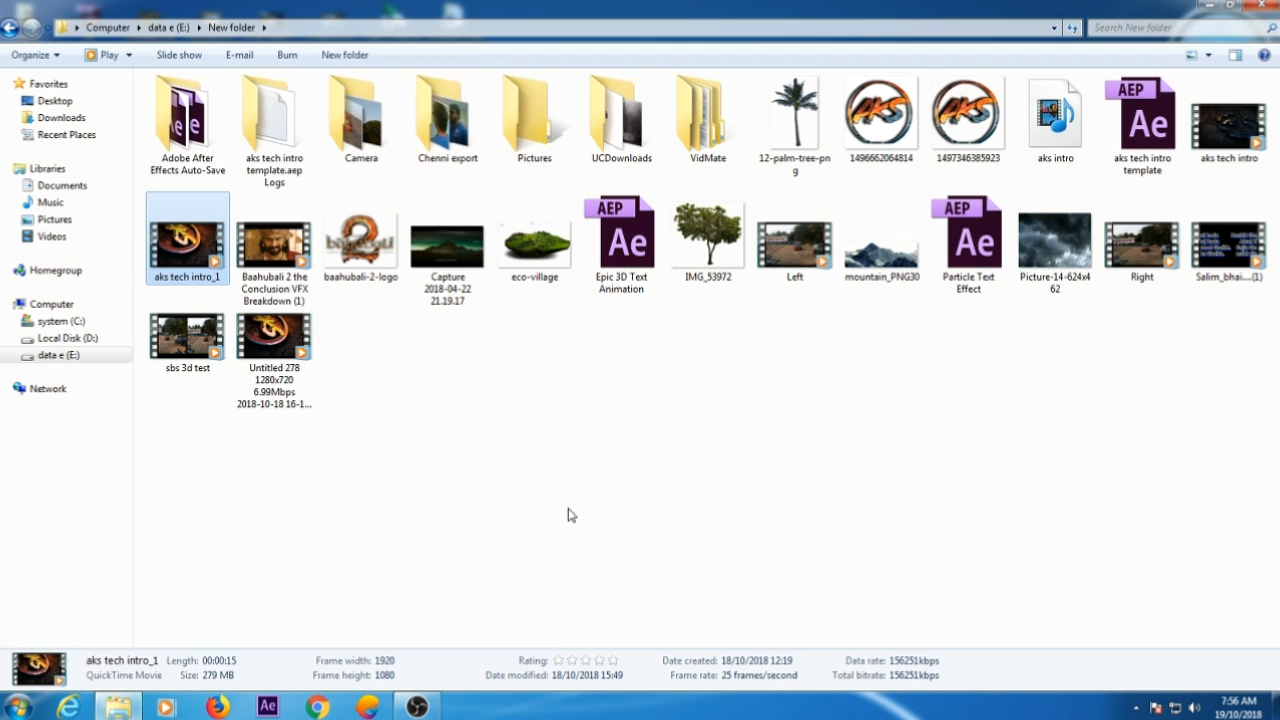 Computer data e (E:) New folder
Search New folder
Organize Play Slide show E-mail Burn New folder
Favorites
Desktop
Downloads
Recent Places
Libraries
Documents
Music
Pictures
Videos
Homegroup
Computer
system (C:)
Local Disk (D:)
data e (E:)
Network
Adobe After
Effects Auto-Save
aks tech intro
template.aep
Logs
Camera
Chenni export
Pictures
UCDownloads
VidMate
12-palm-tree-pn
g
1496662064814
1497346385923
aks intro
AEP
Ae
aks tech intro
template
aks tech intro
aks tech intro_1
Baahubali 2 the
Conclusion VFX
Breakdown (1)
baahubali-2-logo
Capture
2018-04-22
21.19.17
eco-village
AEP
Ae
Epic 3D Text
Animation
IMG_53972
Left
mountain_PNG30
AEP
Ae
Particle Text
Effect
Picture-14-624x4
62
Right
Salim_bhai....(1)
sbs 3d test
Untitled 278
1280x720
6.99Mbps
2018-10-18 16-1...
aks tech intro_1 Length: 00:00:15 Frame width: 1920 Rating: Date created: 18/10/2018 12:19 Data rate: 156251kbps
QuickTime Movie Size: 279 MB Frame height: 1080 Date modified: 18/10/2018 15:49 Frame rate: 25 frames/second Total bitrate: 156251kbps
Ae
7:56 AM
19/10/2018